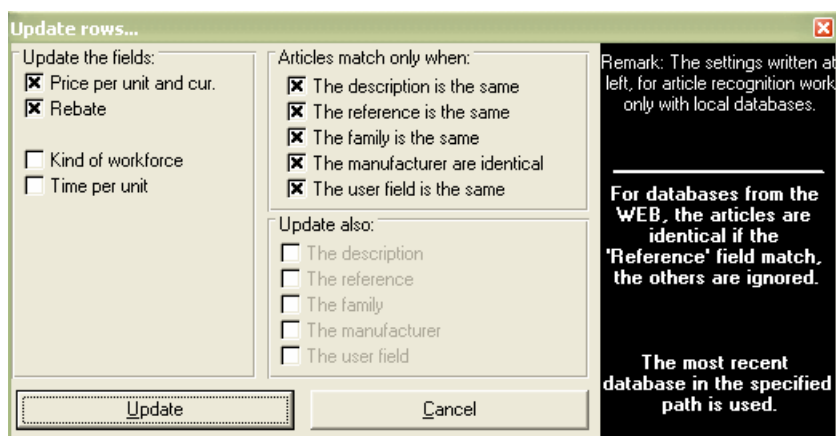 Update rows...
Update the fields:
Price per unit and cur.
Rebate
Kind of workforce
Time per unit
Articles match only when:
The description is the same
The reference is the same
The family is the same
The manufacturer are identical
The user field is the same
Update also:
The description
The reference
The family
The manufacturer
The user field
Remark: The settings written at
left, for article recognition work
only with local databases.
For databases from the
WEB, the articles are
identical if the
'Reference' field match,
the others are ignored.
The most recent
database in the specified
path is used.
Update
Cancel